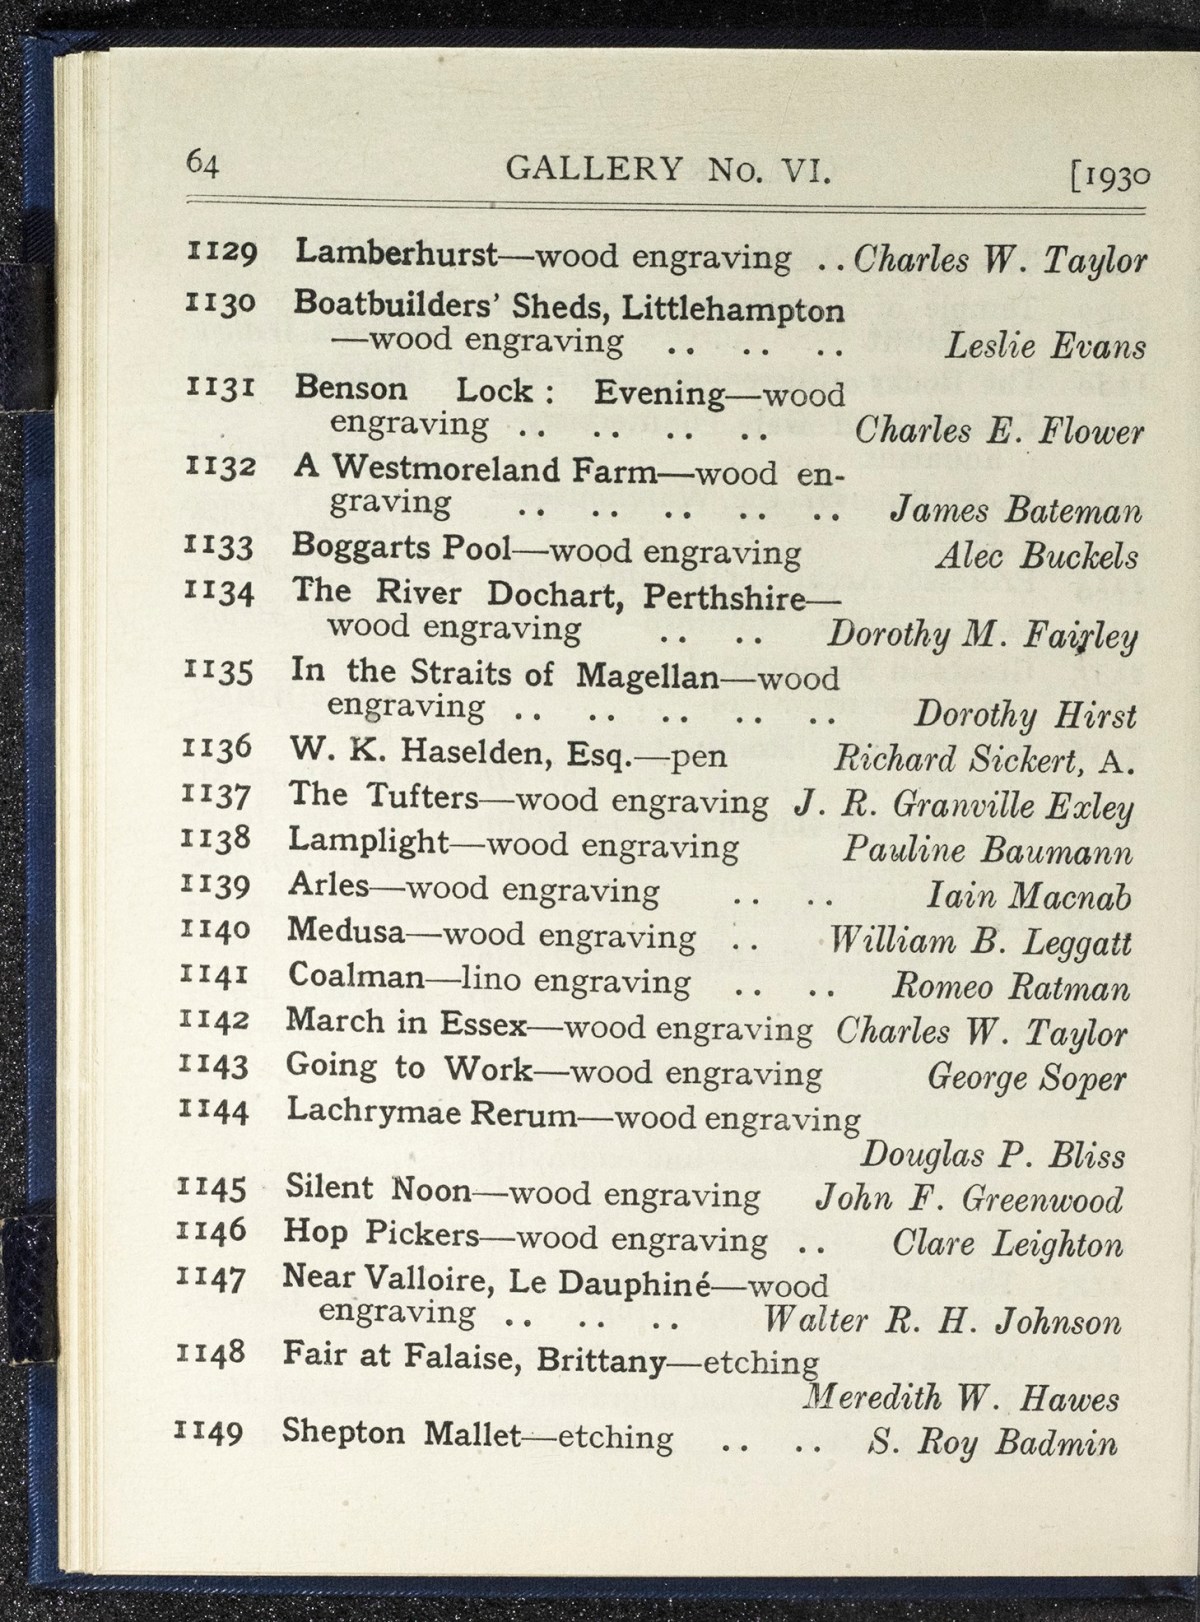 64 GALLERY No. VI. [1930
1129 Lamberhurst—wood engraving .. Charles W. Taylor
1130 Boatbuilders' Sheds, Littlehampton
—wood engraving .. .. .. Leslie Evans
1131 Benson Lock : Evening—wood
engraving .. .. .. .. Charles E. Flower
1132 A Westmoreland Farm—wood en-
graving .. .. .. .. .. James Bateman
1133 Boggarts Pool—wood engraving Alec Buckels
1134 The River Dochart, Perthshire—
wood engraving .. .. Dorothy M. Fairley
1135 In the Straits of Magellan—wood
engraving .. .. .. .. .. Dorothy Hirst
1136 W. K. Haselden, Esq.—pen Richard Sickert, A.
1137 The Tufters—wood engraving J. R. Granville Exley
1138 Lamplight—wood engraving Pauline Baumann
1139 Arles—wood engraving .. .. Iain Macnab
1140 Medusa—wood engraving .. William B. Leggatt
1141 Coalman—lino engraving .. .. Romeo Ratman
1142 March in Essex—wood engraving Charles W. Taylor
1143 Going to Work—wood engraving George Soper
1144 Lachrymae Rerum—wood engraving
Douglas P. Bliss
1145 Silent Noon—wood engraving John F. Greenwood
1146 Hop Pickers—wood engraving .. Clare Leighton
1147 Near Valloire, Le Dauphiné—wood
engraving .. .. .. Walter R. H. Johnson
1148 Fair at Falaise, Brittany—etching
Meredith W. Hawes
1149 Shepton Mallet—etching .. .. S. Roy Badmin